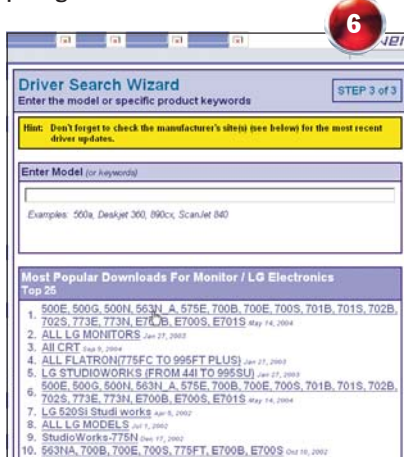 6
Driver Search Wizard
STEP 3 of 3
Enter the model or specific product keywords
Hint: Don't forget to check the manufacturer's site(s) (see below) for the most recent
driver updates.
Enter Model (or keywords)
Examples: 560a, Deskjet 360, 890cx, ScanJet 840
Most Popular Downloads For Monitor / LG Electronics
Top 25
1. 500E, 500G, 500N, 563N_A, 575E, 700B, 700E, 700S, 701B, 701S, 702B,
702S, 773E, 773N, E700B, E700S, E701S May 14, 2004
2. ALL LG MONITORS Jan 27, 2003
3. All CRT Sep 9, 2004
4. ALL FLATRON(775FC TO 995FT PLUS) Jan 27, 2003
5. LG STUDIOWORKS (FROM 44I TO 995SU) Jan 27, 2003
6. 500E, 500G, 500N, 563N_A, 575E, 700B, 700E, 700S, 701B, 701S, 702B,
702S, 773E, 773N, E700B, E700S, E701S May 14, 2004
7. LG 520Si Studi works Apr 5, 2002
8. ALL LG MODELS Jul 1, 2002
9. StudioWorks-775N Dec 17, 2002
10. 563NA, 700B, 700E, 700S, 775FT, E700B, E700S Oct 10, 2002